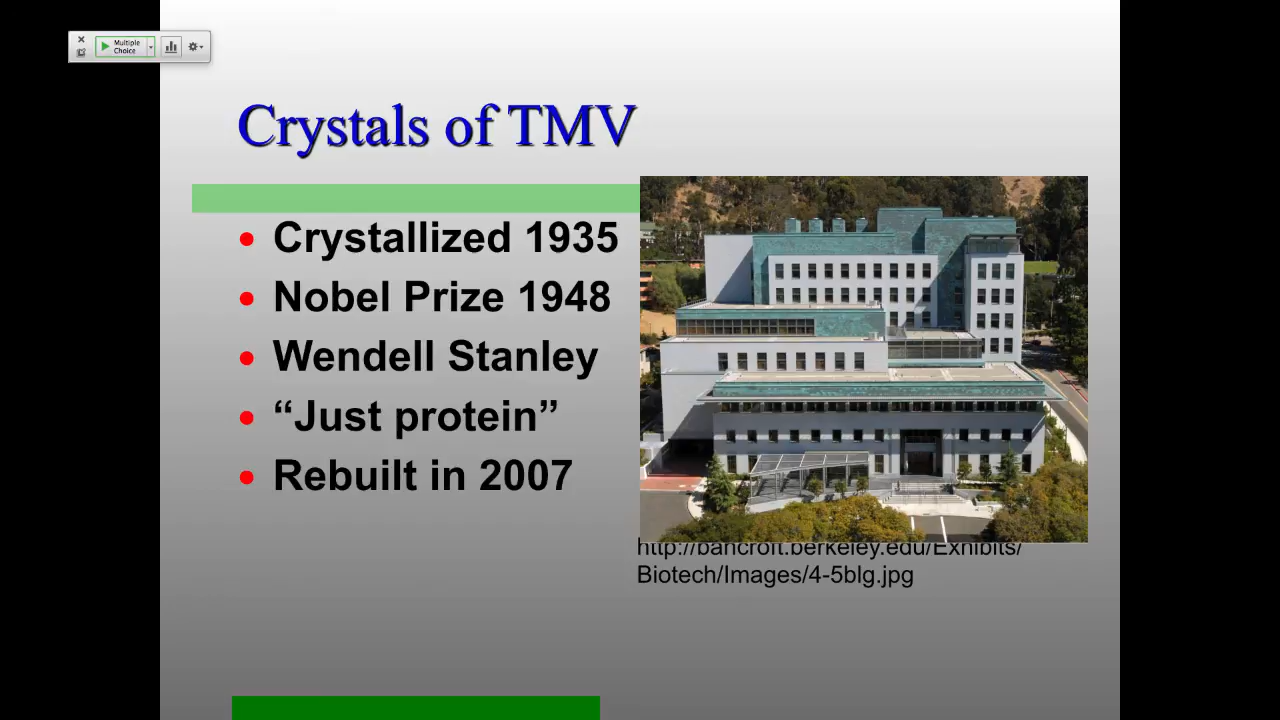 Multiple
Choice
Crystals of TMV
Crystallized 1935
Nobel Prize 1948
Wendell Stanley
“Just protein”
Rebuilt in 2007
http://bancroft.berkeley.edu/Exhibits/
Biotech/Images/4-5blg.jpg